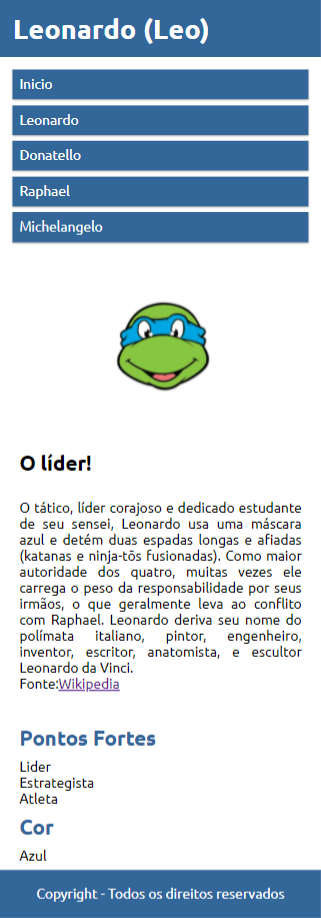 Leonardo (Leo)
Inicio
Leonardo
Donatello
Raphael
Michelangelo
O líder!
O tático, líder corajoso e dedicado estudante
de seu sensei, Leonardo usa uma máscara
azul e detém duas espadas longas e afiadas
(katanas e ninja-tōs fusionadas). Como maior
autoridade dos quatro, muitas vezes ele
carrega o peso da responsabilidade por seus
irmãos, o que geralmente leva ao conflito
com Raphael. Leonardo deriva seu nome do
polímata italiano, pintor, engenheiro,
inventor, escritor, anatomista, e escultor
Leonardo da Vinci.
Fonte:Wikipedia
Pontos Fortes
Lider
Estrategista
Atleta
Cor
Azul
Copyright - Todos os direitos reservados